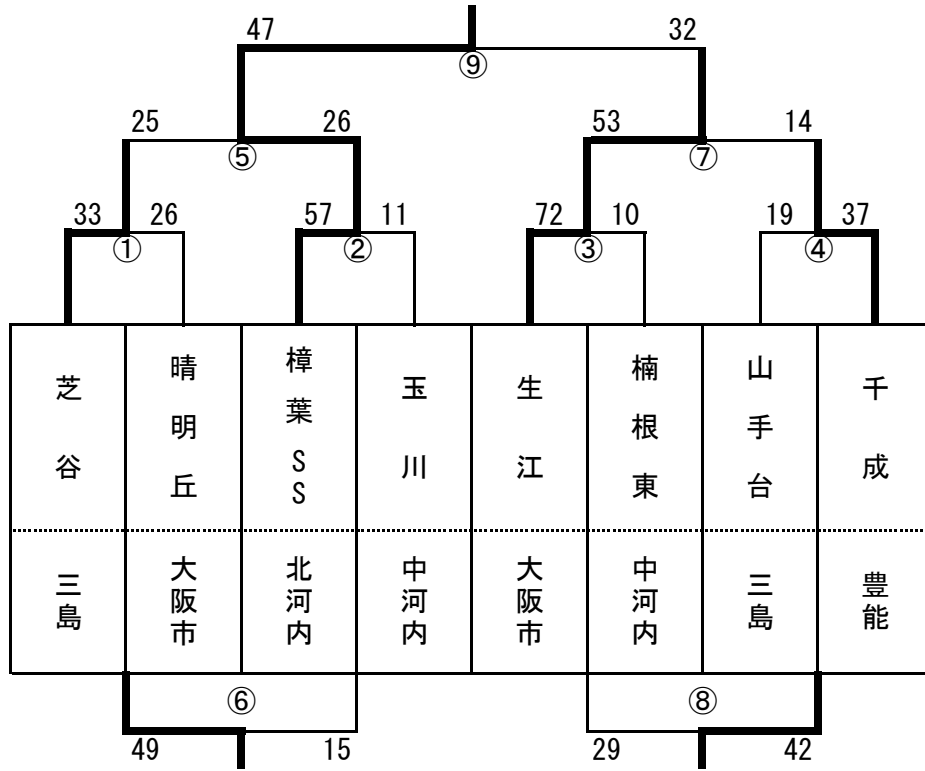 47 32
⑨
25 26 53 14
⑤ ⑦
33 26 57 11 72 10 19 37
① ② ③ ④
芝谷 晴明丘 樟葉SS 玉川 生江 楠根東 山手台 千成
三島 大阪市 北河内 中河内 大阪市 中河内 三島 豊能
⑥ ⑧
49 15 29 42